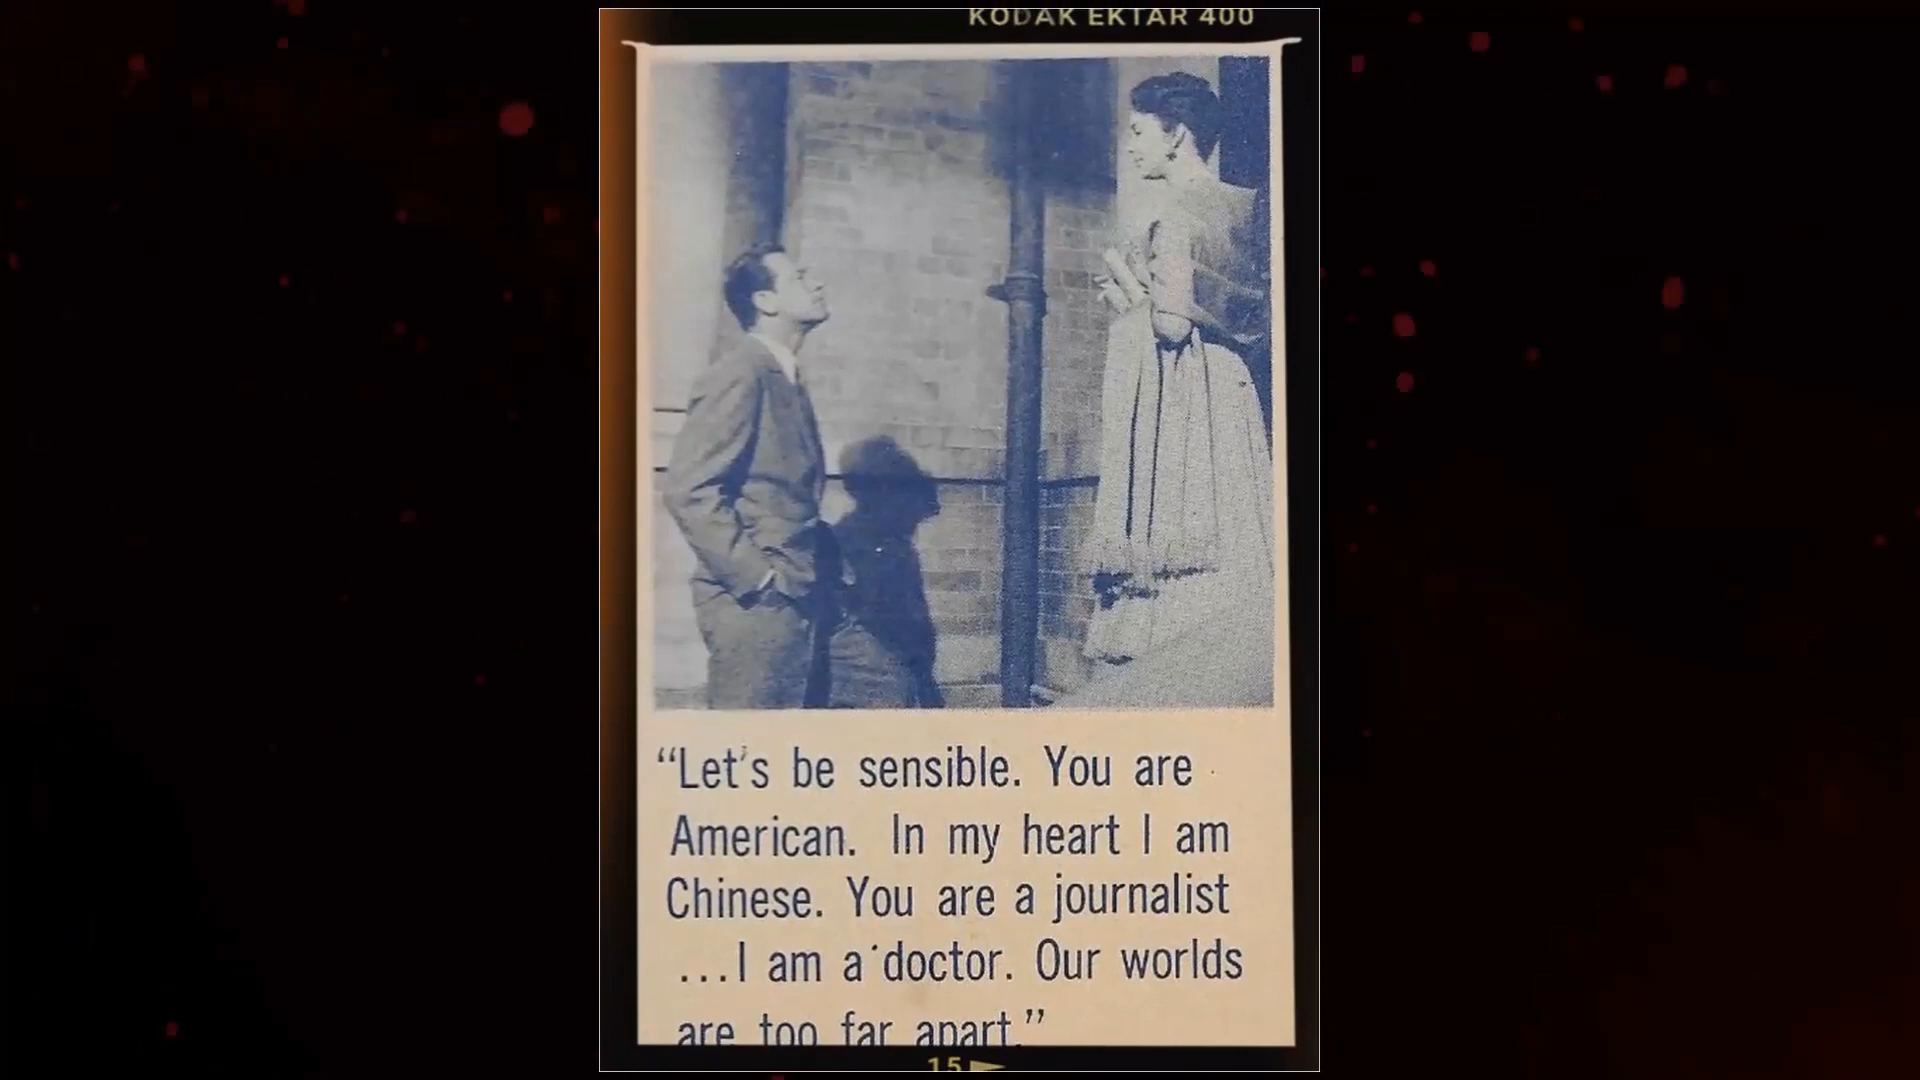 KODAK EKTAR 400
“Let's be sensible. You are
American. In my heart I am
Chinese. You are a journalist
...I am a doctor. Our worlds
are too far apart.”
15